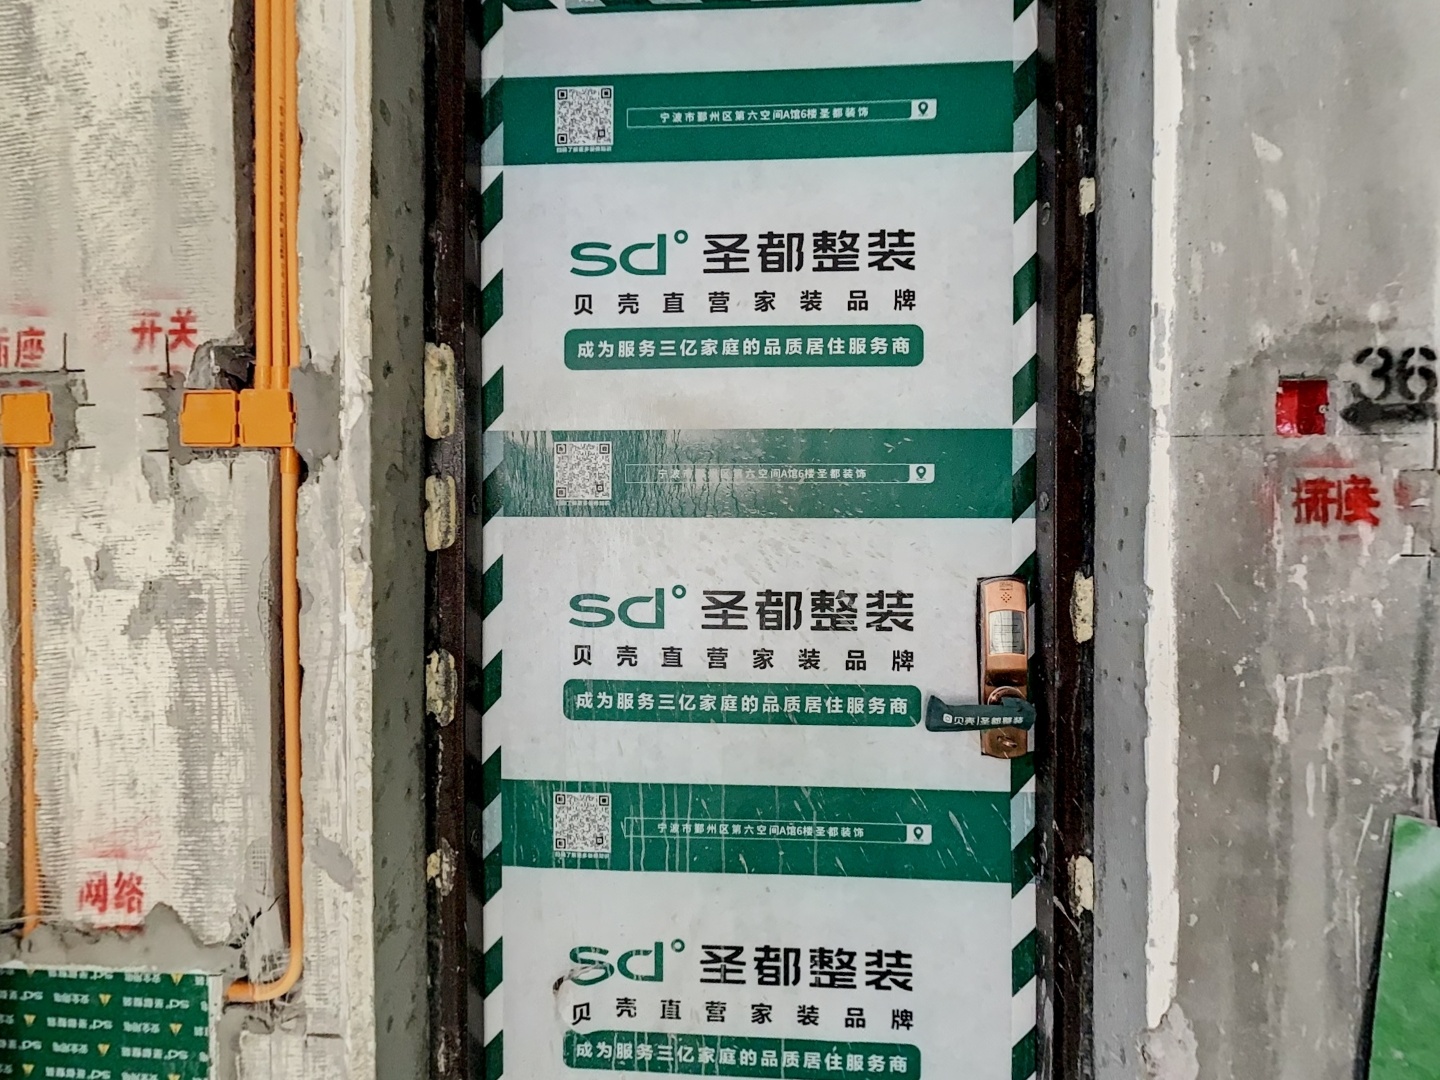 宁波市鄞州区第六空间A馆6楼圣都装饰
sd° 圣都整装
贝壳直营家装品牌
成为服务三亿家庭的品质居住服务商
插座
开关
36
插座
宁波市鄞州区第六空间A馆6楼圣都装饰
sd° 圣都整装
贝壳直营家装品牌
成为服务三亿家庭的品质居住服务商
贝壳|圣都整装
宁波市鄞州区第六空间A馆6楼圣都装饰
网络
sd° 圣都整装
贝壳直营家装品牌
成为服务三亿家庭的品质居住服务商